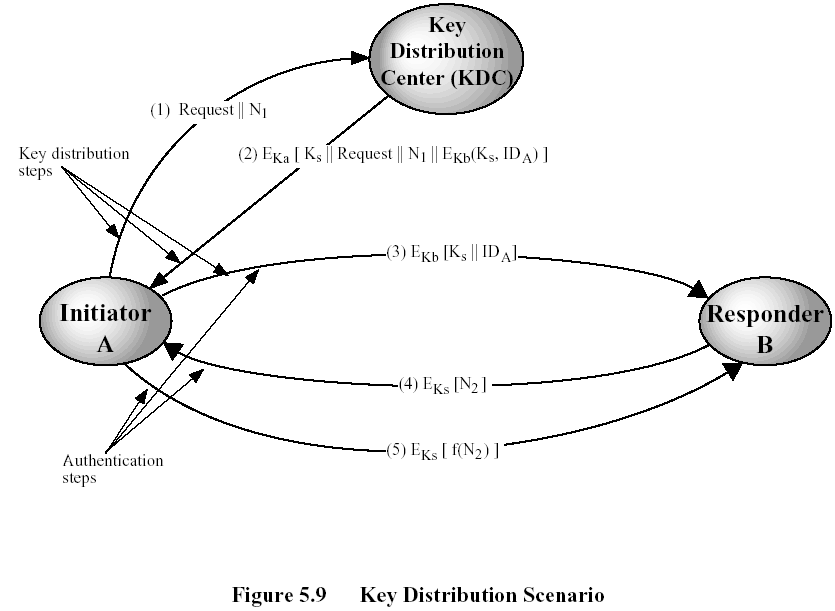 Key
Distribution
Center (KDC)
(1) Request || N1
(2) EKa [ Ks || Request || N1 || EKb(Ks, IDA) ]
Key distribution
steps
(3) EKb [Ks || IDA]
Initiator
A
Responder
B
(4) EKs [N2]
(5) EKs [ f(N2) ]
Authentication
steps
Figure 5.9 Key Distribution Scenario